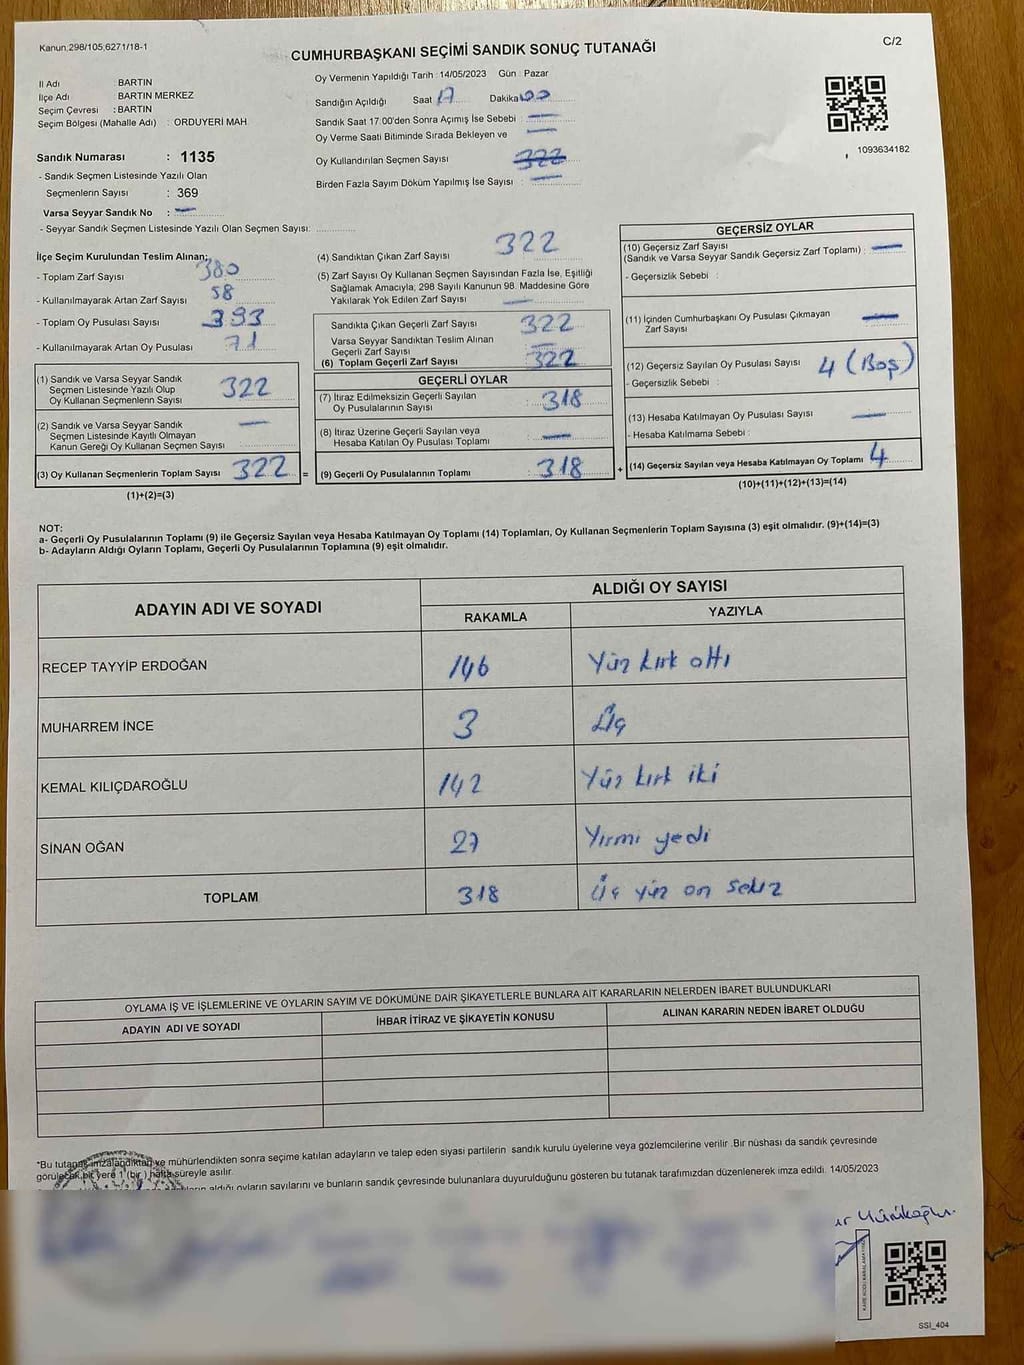 Kanun,298/105,6271/18-1
C/2
CUMHURBAŞKANI SEÇİMİ SANDIK SONUÇ TUTANAĞI
İl Adı : BARTIN
İlçe Adı BARTIN MERKEZ
Seçim Çevresi : BARTIN
Seçim Bölgesi (Mahalle Adı) : ORDUYERİ MAH.
Sandık Numarası : 1135
- Sandık Seçmen Listesinde Yazılı Olan
Seçmenlerin Sayısı : 369
Varsa Seyyar Sandık No : —
- Seyyar Sandık Seçmen Listesinde Yazılı Olan Seçmen Sayısı:
Oy Vermenin Yapıldığı Tarih : 14/05/2023 Gün : Pazar
Sandığın Açıldığı Saat 17 Dakika 00
Sandık Saat 17.00'den Sonra Açımış İse Sebebi : —
Oy Verme Saati Bitiminde Sırada Bekleyen ve —
Oy Kullandırılan Seçmen Sayısı 322
Birden Fazla Sayım Döküm Yapılmış İse Sayısı : —
1093634182
İlçe Seçim Kurulundan Teslim Alınan;
- Toplam Zarf Sayısı 380
- Kullanılmayarak Artan Zarf Sayısı 58
- Toplam Oy Pusulası Sayısı 393
- Kullanılmayarak Artan Oy Pusulası 71
(1) Sandık ve Varsa Seyyar Sandık
Seçmen Listesinde Yazılı Olup
Oy Kullanan Seçmenlerin Sayısı 322
(2) Sandık ve Varsa Seyyar Sandık
Seçmen Listesinde Kayıtlı Olmayan
Kanun Gereği Oy Kullanan Seçmen Sayısı —
(3) Oy Kullanan Seçmenlerin Toplam Sayısı 322 =
(1)+(2)=(3)
(4) Sandıktan Çıkan Zarf Sayısı 322
(5) Zarf Sayısı Oy Kullanan Seçmen Sayısından Fazla İse, Eşitliği
Sağlamak Amacıyla, 298 Sayılı Kanunun 98. Maddesine Göre
Yakılarak Yok Edilen Zarf Sayısı —
Sandıkta Çıkan Geçerli Zarf Sayısı 322
Varsa Seyyar Sandıktan Teslim Alınan
Geçerli Zarf Sayısı —
(6) Toplam Geçerli Zarf Sayısı 322
GEÇERLİ OYLAR
(7) İtiraz Edilmeksizin Geçerli Sayılan
Oy Pusulalarının Sayısı 318
(8) İtiraz Üzerine Geçerli Sayılan veya
Hesaba Katılan Oy Pusulası Toplamı —
(9) Geçerli Oy Pusulalarının Toplamı : 318 +
GEÇERSİZ OYLAR
(10) Geçersiz Zarf Sayısı
(Sandık ve Varsa Seyyar Sandık Geçersiz Zarf Toplamı) : —
- Geçersizlik Sebebi :
(11) İçinden Cumhurbaşkanı Oy Pusulası Çıkmayan
Zarf Sayısı —
(12) Geçersiz Sayılan Oy Pusulası Sayısı 4 (Boş)
- Geçersizlik Sebebi :
(13) Hesaba Katılmayan Oy Pusulası Sayısı —
- Hesaba Katılmama Sebebi :
(14) Geçersiz Sayılan veya Hesaba Katılmayan Oy Toplamı 4
(10)+(11)+(12)+(13)=(14)
NOT:
a- Geçerli Oy Pusulalarının Toplamı (9) ile Geçersiz Sayılan veya Hesaba Katılmayan Oy Toplamı (14) Toplamları, Oy Kullanan Seçmenlerin Toplam Sayısına (3) eşit olmalıdır. (9)+(14)=(3)
b- Adayların Aldığı Oyların Toplamı, Geçerli Oy Pusulalarının Toplamına (9) eşit olmalıdır.
ADAYIN ADI VE SOYADI
ALDIĞI OY SAYISI
RAKAMLA YAZIYLA
RECEP TAYYİP ERDOĞAN 146 Yüz kırk altı
MUHARREM İNCE 3 Üç
KEMAL KILIÇDAROĞLU 142 Yüz kırk iki
SİNAN OĞAN 27 Yirmi yedi
TOPLAM 318 Üç yüz on sekiz
OYLAMA İŞ VE İŞLEMLERİNE VE OYLARIN SAYIM VE DÖKÜMÜNE DAİR ŞİKAYETLERLE BUNLARA AİT KARARLARIN NELERDEN İBARET BULUNDUKLARI
ADAYIN ADI VE SOYADI İHBAR İTİRAZ VE ŞİKAYETİN KONUSU ALINAN KARARIN NEDEN İBARET OLDUĞU
*Bu tutanak imzalandıktan ve mühürlendikten sonra seçime katılan adayların ve talep eden siyasi partilerin sandık kurulu üyelerine veya gözlemcilerine verilir .Bir nüshası da sandık çevresinde
görülecek bir yere 1 (bir ) hafta süreyle asılır.
aldığı oyların sayılarını ve bunların sandık çevresinde bulunanlara duyurulduğunu gösteren bu tutanak tarafımızdan düzenlenerek imza edildi. 14/05/2023
SSI_404